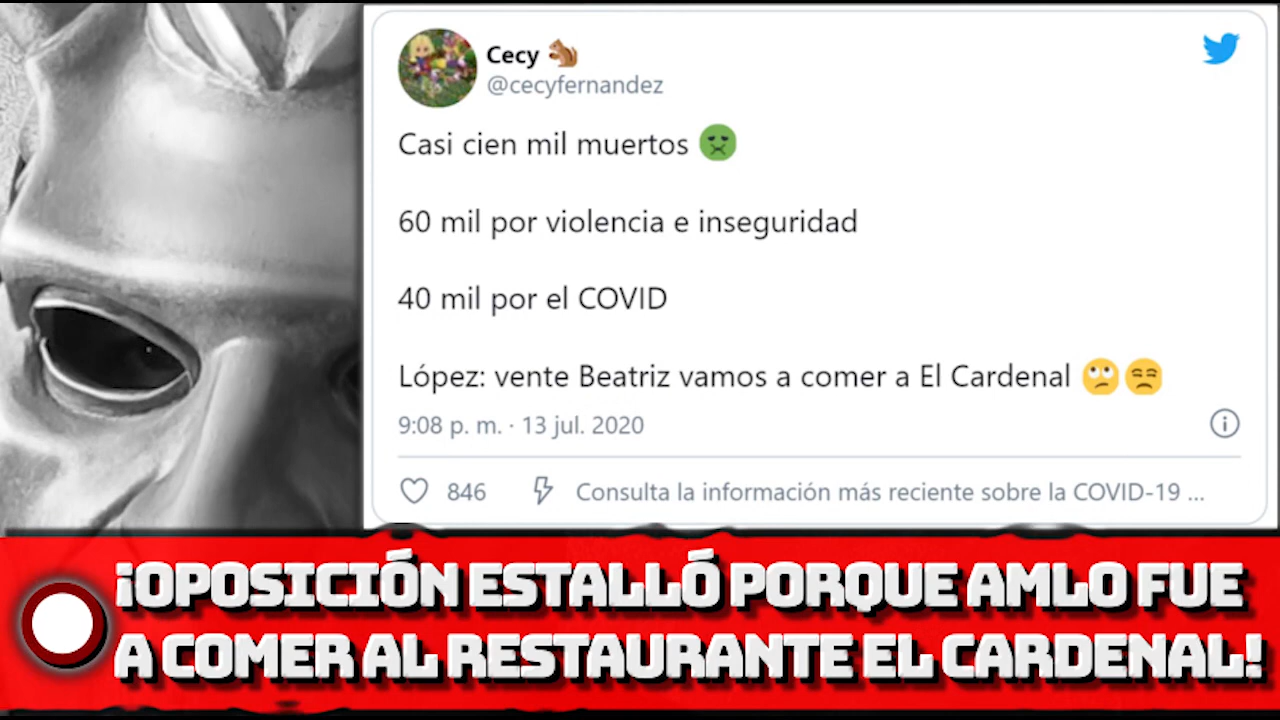 Cecy 🐿️
@cecyfernandez
Casi cien mil muertos 🤢
60 mil por violencia e inseguridad
40 mil por el COVID
López: vente Beatriz vamos a comer a El Cardenal 🙄😒
9:08 p. m. · 13 jul. 2020
846 Consulta la información más reciente sobre la COVID-19 ...
¡OPOSICIÓN ESTALLÓ PORQUE AMLO FUE
A COMER AL RESTAURANTE EL CARDENAL!